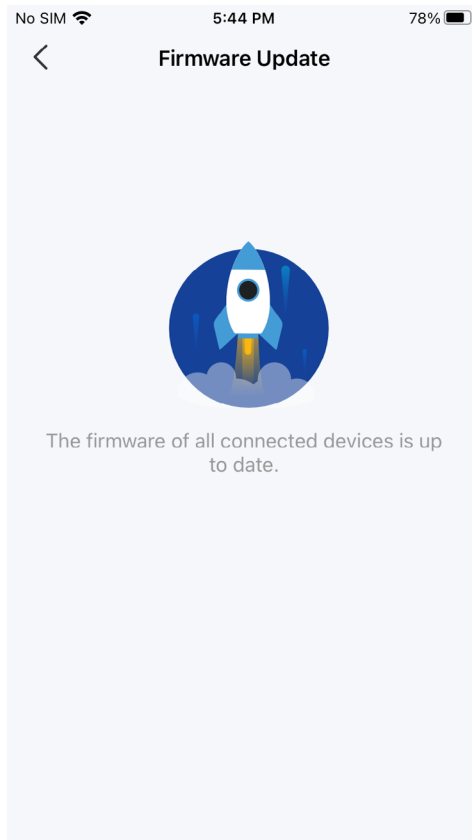 No SIM 5:44 PM 78%
Firmware Update
The firmware of all connected devices is up
to date.